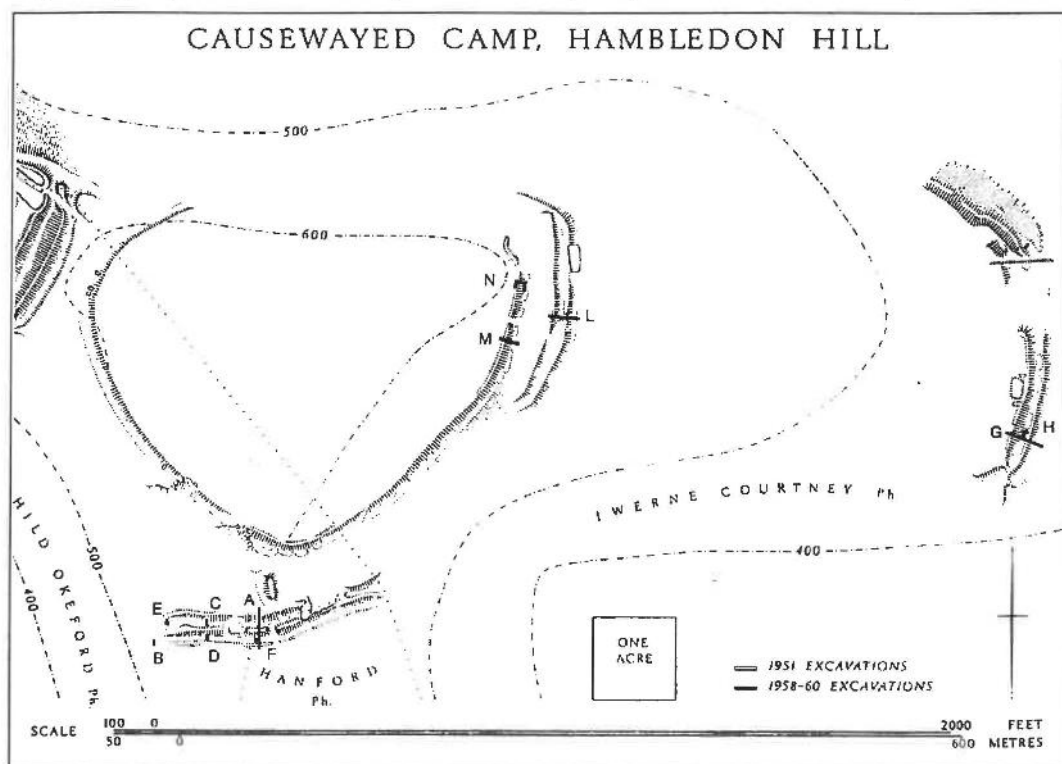 CAUSEWAYED CAMP, HAMBLEDON HILL
500
600
N
L
M
G
H
IWERNE COURTNEY Ph
400
HILD OKEFORD Ph.
500
400
E
C
A
B
D
F
HANFORD
Ph.
ONE
ACRE
1951 EXCAVATIONS
1958-60 EXCAVATIONS
SCALE
100 0 2000 FEET
50 0 600 METRES